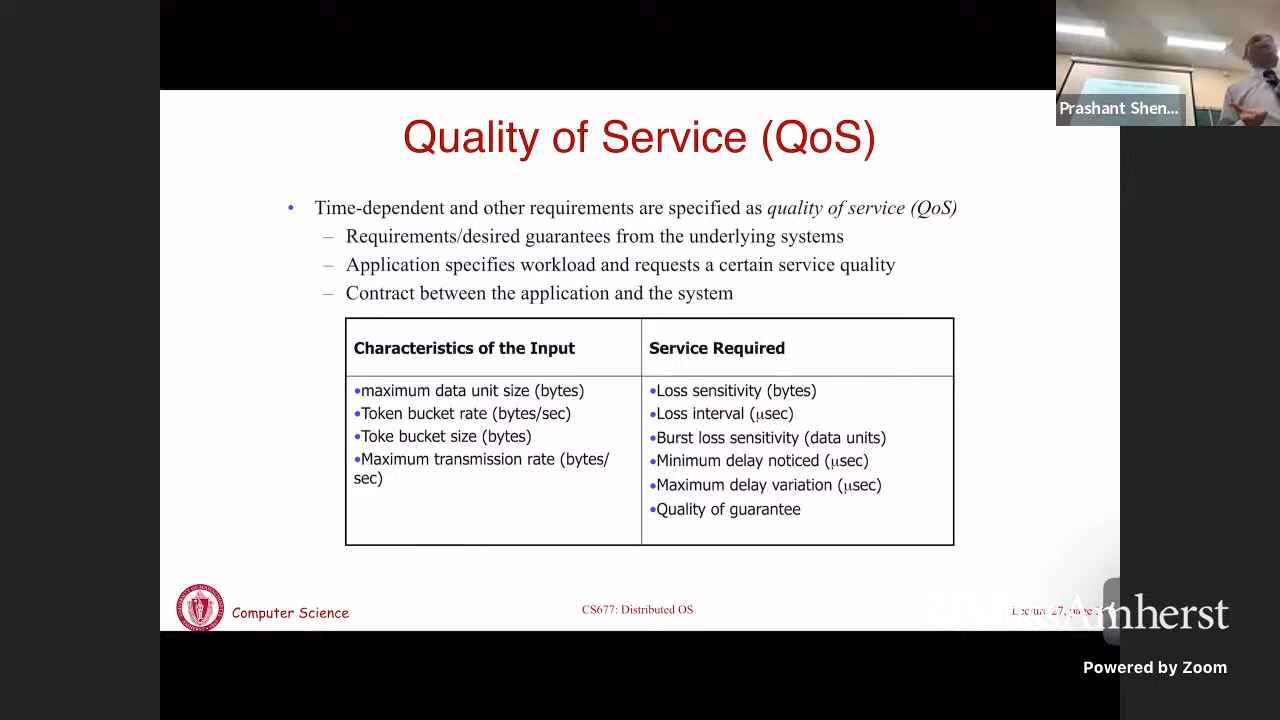 Prashant Shen...
Quality of Service (QoS)
• Time-dependent and other requirements are specified as quality of service (QoS)
– Requirements/desired guarantees from the underlying systems
– Application specifies workload and requests a certain service quality
– Contract between the application and the system
Characteristics of the Input
•maximum data unit size (bytes)
•Token bucket rate (bytes/sec)
•Toke bucket size (bytes)
•Maximum transmission rate (bytes/
sec)
Service Required
•Loss sensitivity (bytes)
•Loss interval (μsec)
•Burst loss sensitivity (data units)
•Minimum delay noticed (μsec)
•Maximum delay variation (μsec)
•Quality of guarantee
Computer Science
CS677: Distributed OS
Lecture 27, page
UMassAmherst
Powered by Zoom